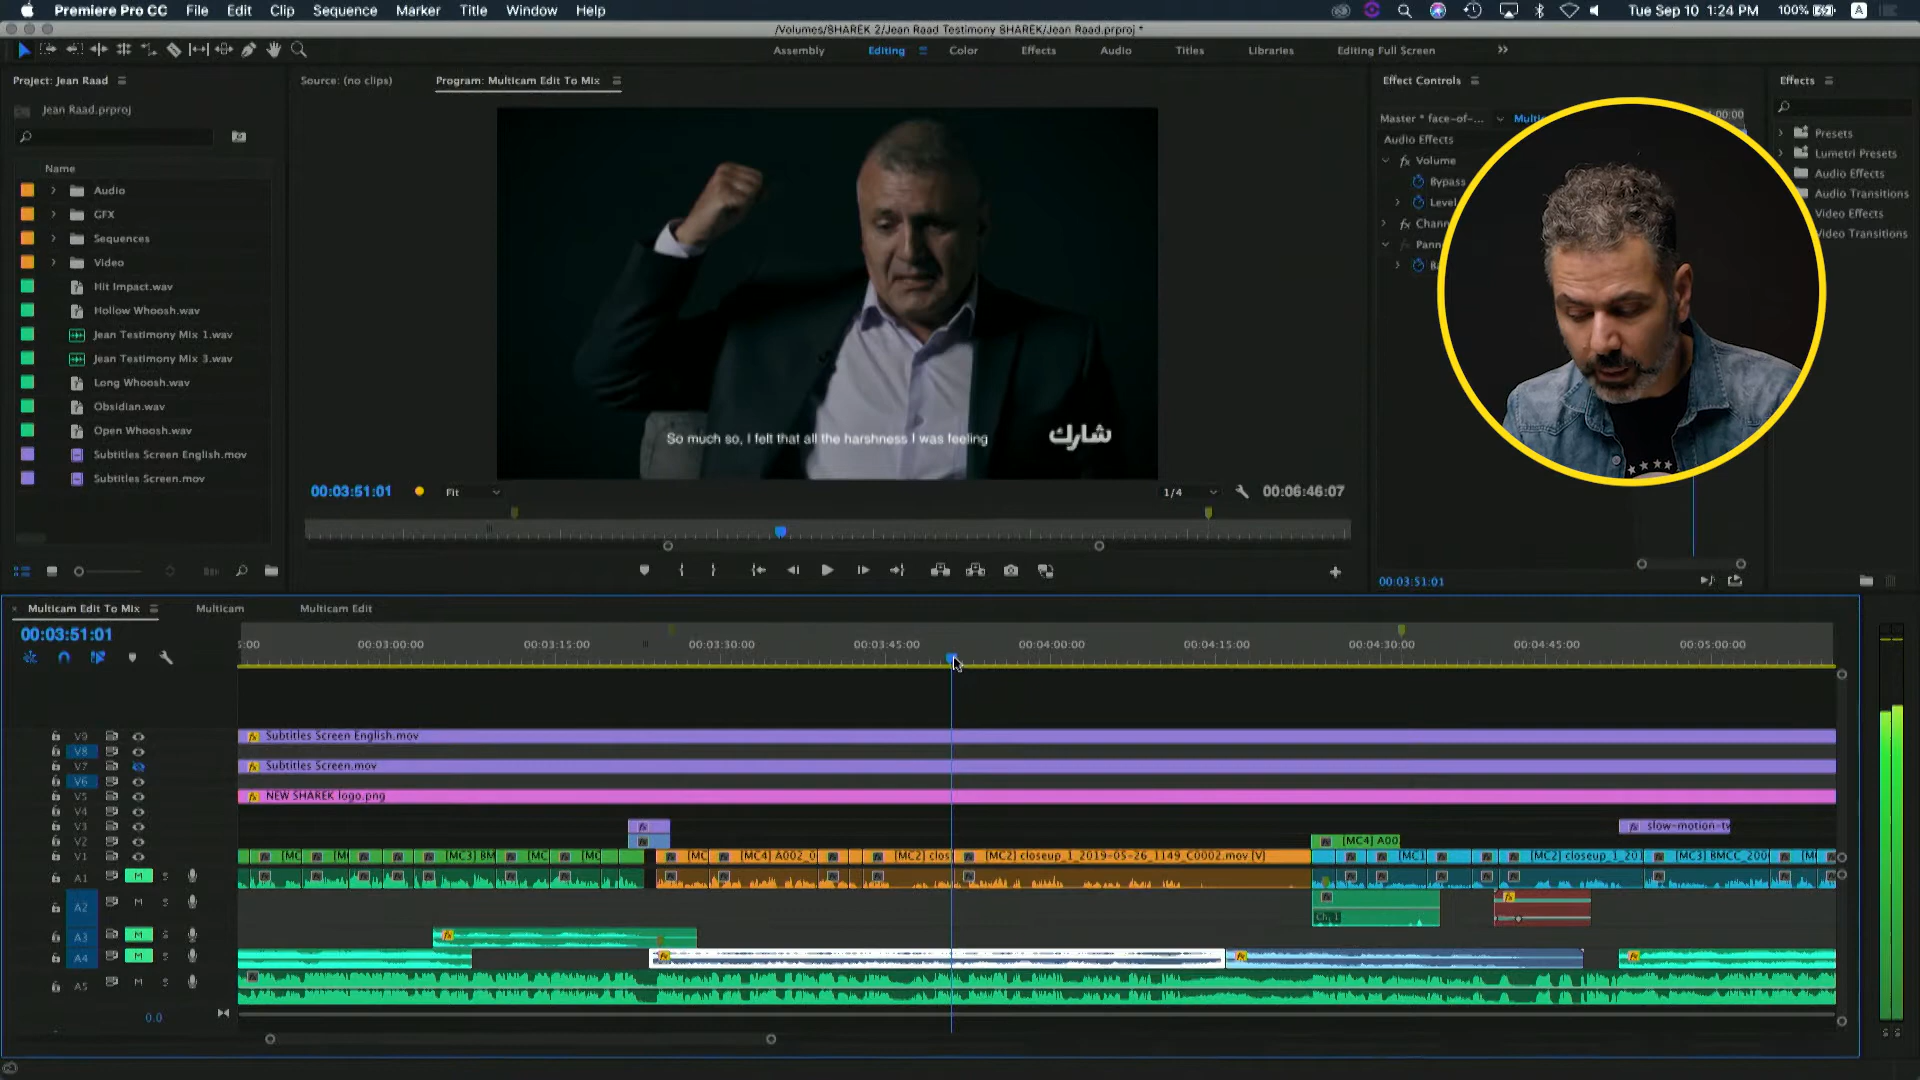 Premiere Pro CC File Edit Clip Sequence Marker Title Window Help
Tue Sep 10 1:24 PM 100% A
/Volumes/SHAREK 2/Jean Raad Testimony SHAREK/Jean Raad.prproj *
Assembly Editing Color Effects Audio Titles Libraries Editing Full Screen
Project: Jean Raad
Jean Raad.prproj
Name
Audio
GFX
Sequences
Video
Hit Impact.wav
Hollow Whoosh.wav
Jean Testimony Mix 1.wav
Jean Testimony Mix 3.wav
Long Whoosh.wav
Obsidian.wav
Open Whoosh.wav
Subtitles Screen English.mov
Subtitles Screen.mov
Source: (no clips) Program: Multicam Edit To Mix
So much so, I felt that all the harshness I was feeling
شارك
00:03:51:01 Fit 1/4 00:06:46:07
Effect Controls
Master * face-of-...
Audio Effects
fx Volume
Bypass
Level
00:03:51:01
Effects
Presets
Lumetri Presets
Audio Effects
Audio Transitions
Video Effects
Video Transitions
Multicam Edit To Mix Multicam Multicam Edit
00:03:51:01
00:03:00:00 00:03:15:00 00:03:30:00 00:03:45:00 00:04:00:00 00:04:15:00 00:04:30:00 00:04:45:00 00:05:00:00
V9 Subtitles Screen English.mov
V8
V7 Subtitles Screen.mov
V6
V5 NEW SHAREK logo.png
V4
V3 slow-motion-tv
V2 [MC4] A00
V1 [MC [MC3] BM [MC [MC [MC [MC4] A002_0 [MC2] clos [MC2] closeup_1_2019-05-26_1149_C0002.mov [V] [MC1 [MC2] closeup_1_201 [MC3] BMCC_200
A1 M S
A2 M S
Ch. 1
A3 M S
A4 M S
A5 M S
0.0